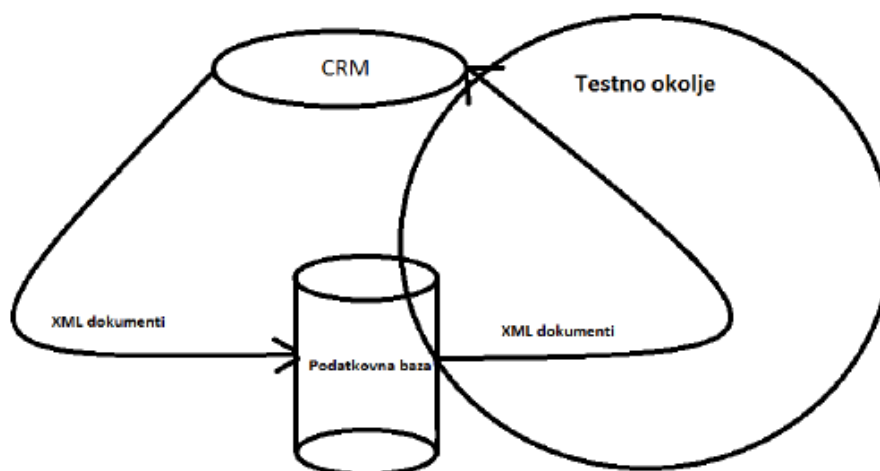 CRM
Testno okolje
XML dokumenti
XML dokumenti
Podatkovna baza